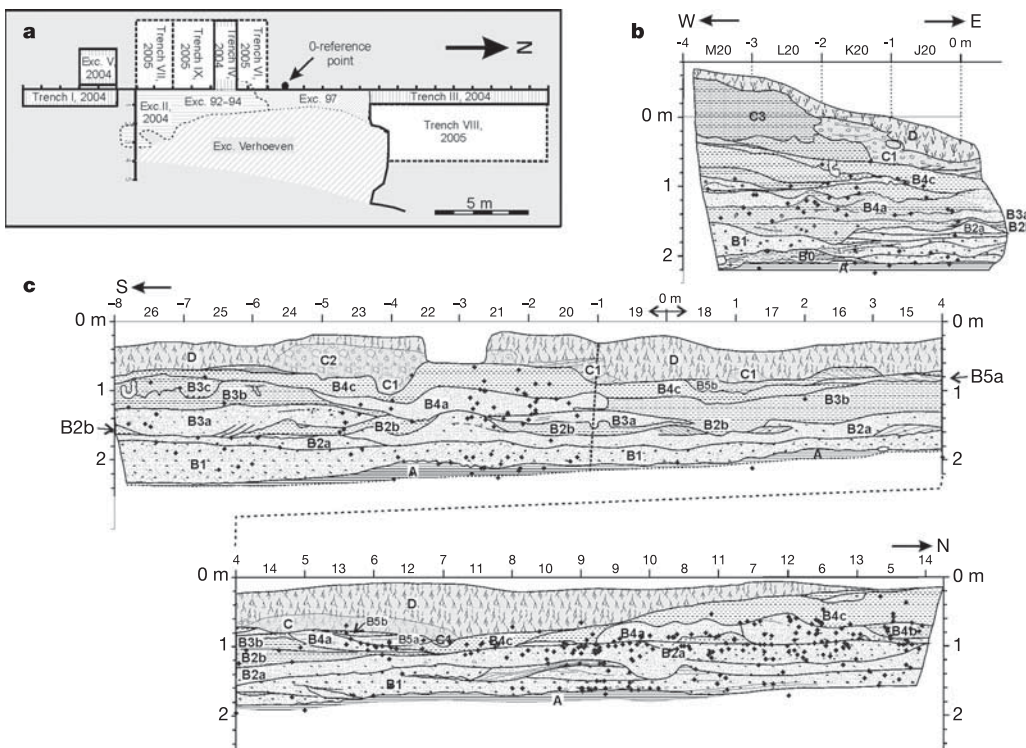 a
Exc. V,
2004
Trench VII,
2005
Trench IX,
2005
Trench IV,
2004
Trench VI,
2005
0-reference
point
N
Trench I, 2004
Exc. II,
2004
Exc. 92–94
Exc. 97
Trench III, 2004
Trench VIII,
2005
Exc. Verhoeven
5 m
b
W
E
-4 -3 -2 -1 0 m
M20 L20 K20 J20
0 m
C3
D
C1
B4c
1
B4a
B3a
B2
B2a
B1
2
B0
A
c
S
-8 -7 -6 -5 -4 -3 -2 -1 0 m 1 2 3 4
26 25 24 23 22 21 20 19 18 17 16 15
0 m
0 m
D
C2
C1
C1
D
C1
B5a
1
B3c
B4c
C1
B4c
B5b
1
B3b
B4a
B3b
B2b
B3a
B2b
B2b
B3a
B2b
B2a
B2a
B1
B1
A
A
2
2
N
4 5 6 7 8 9 10 11 12 13 14
14 13 12 11 10 9 8 7 6 5
0 m
0 m
D
C
B5b
B4c
1
B3b
B4a
B5a
C1
B4c
B4a
B4b
1
B2b
B2a
B2a
B1
A
2
2